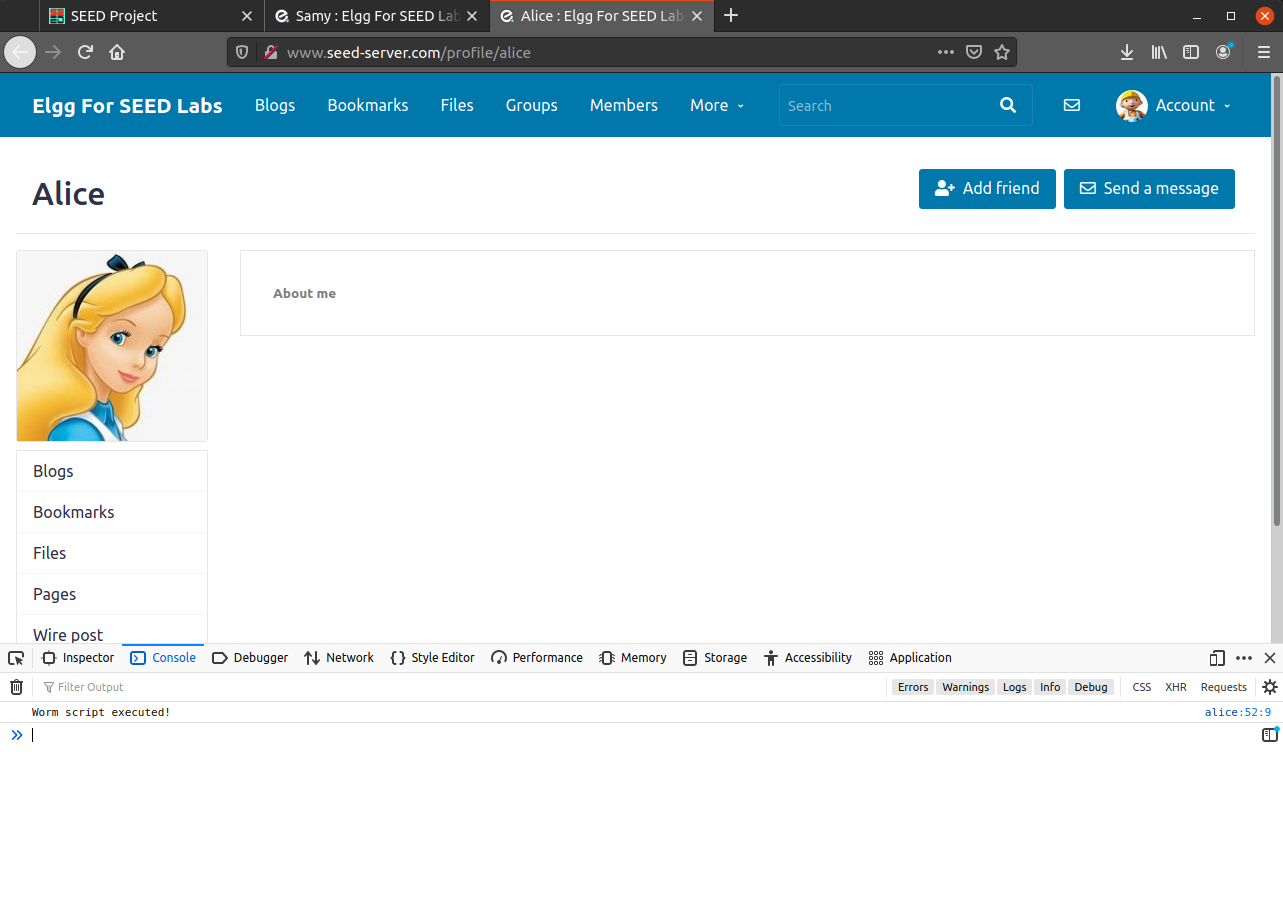 SEED Project
Samy : Elgg For SEED Lab
Alice : Elgg For SEED Lab
www.seed-server.com/profile/alice
Elgg For SEED Labs Blogs Bookmarks Files Groups Members More Search Account
Alice
Add friend Send a message
About me
Blogs
Bookmarks
Files
Pages
Wire post
Inspector Console Debugger Network Style Editor Performance Memory Storage Accessibility Application
Filter Output Errors Warnings Logs Info Debug CSS XHR Requests
Worm script executed! alice:52:9